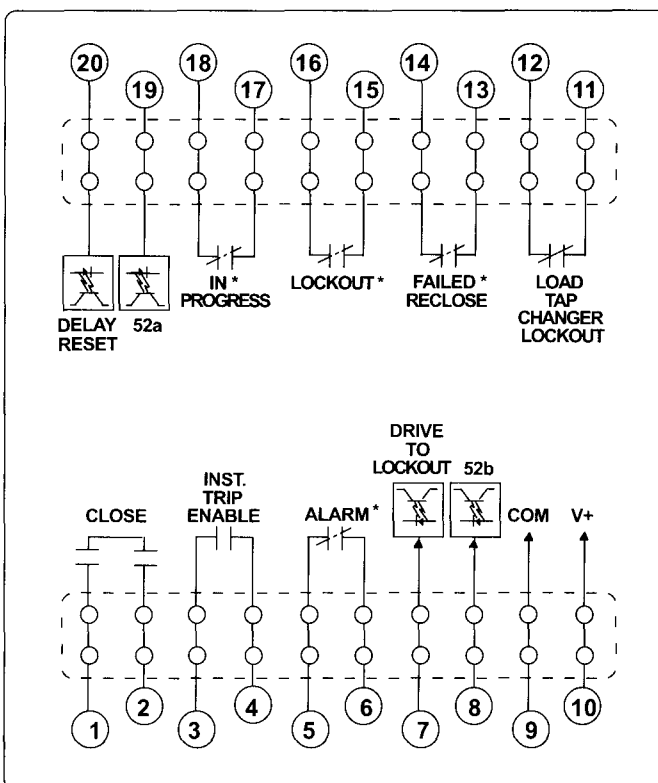 20 18 16 14 12
19 17 15 13 11
IN * PROGRESS
LOCKOUT *
FAILED * RECLOSE
LOAD TAP CHANGER LOCKOUT
DELAY RESET
52a
DRIVE TO LOCKOUT
52b
INST. TRIP ENABLE
CLOSE
ALARM *
COM
V+
1 2 3 4 5 6 7 8 9 10